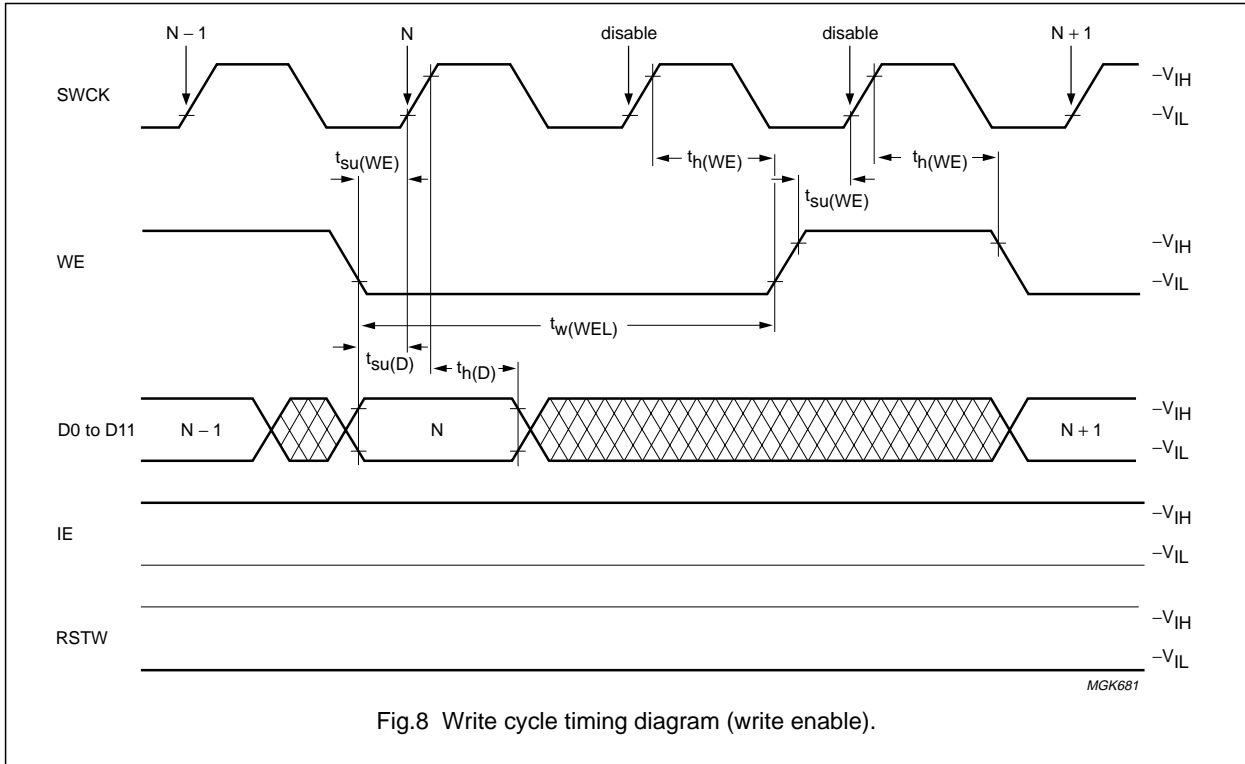 N – 1 N disable disable N + 1
SWCK
–VIH
–VIL
tsu(WE) th(WE) th(WE)
tsu(WE)
WE
–VIH
–VIL
tw(WEL)
tsu(D) th(D)
D0 to D11 N – 1 N N + 1
–VIH
–VIL
IE
–VIH
–VIL
RSTW
–VIH
–VIL
MGK681
Fig.8 Write cycle timing diagram (write enable).